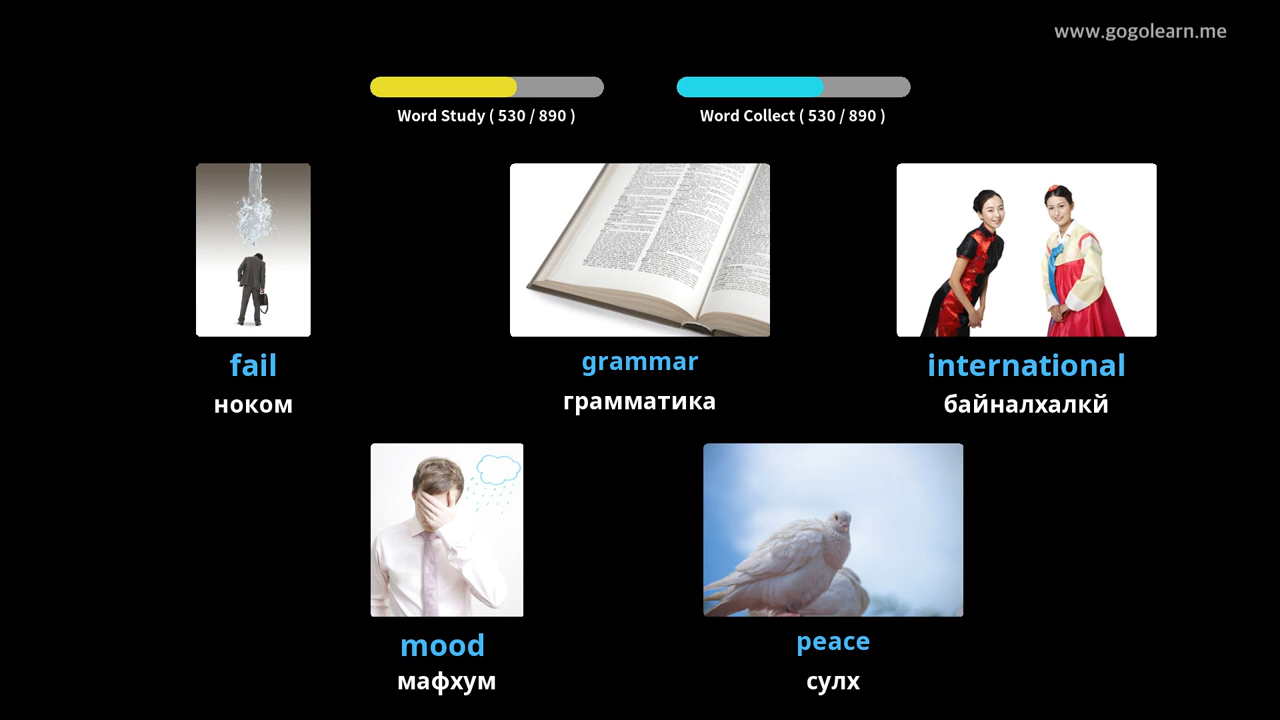 www.gogolearn.me
Word Study ( 530 / 890 )
Word Collect ( 530 / 890 )
fail
ноком
grammar
грамматика
international
байналхалкй
mood
мафхум
peace
сулх